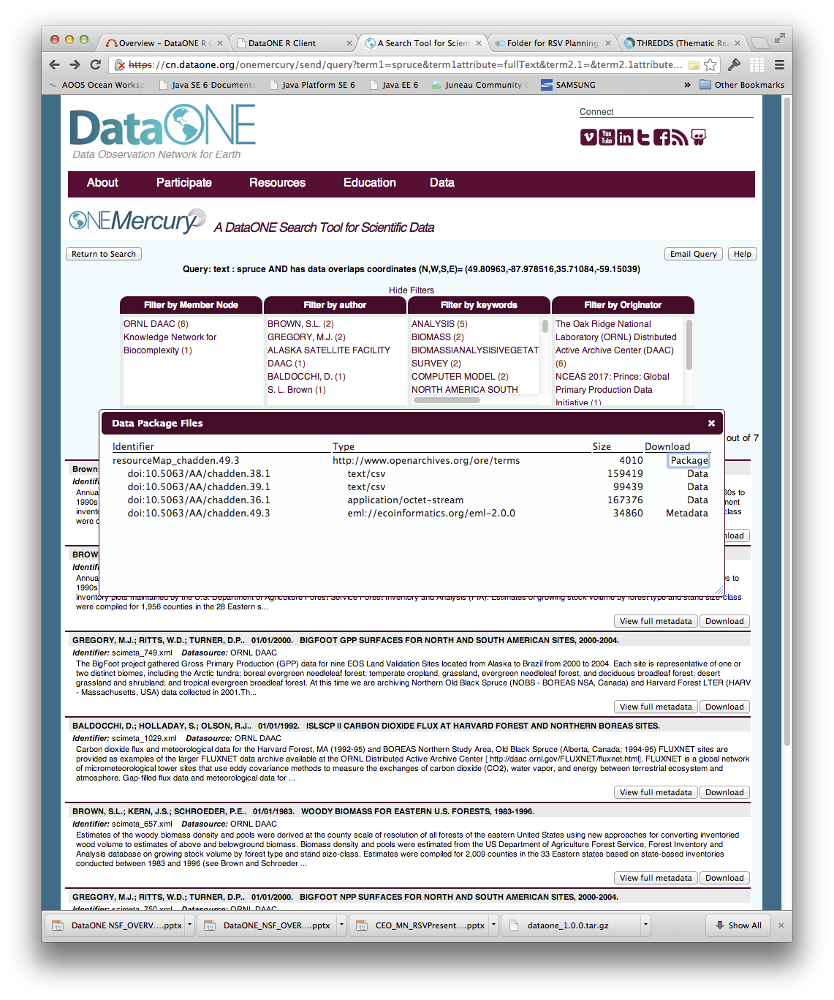 Overview – DataONE R C
DataONE R Client
A Search Tool for Scient
Folder for RSV Planning
THREDDS (Thematic Rea
https://cn.dataone.org/onemercury/send/query?term1=spruce&term1attribute=fullText&term2.1=&term2.1attribute...
AOOS Ocean Worksp
Java SE 6 Documenta
Java Platform SE 6
Java EE 6
Juneau Community C
SAMSUNG
»
Other Bookmarks
DataONE
Data Observation Network for Earth
Connect
You Tube
About Participate Resources Education Data
ONEMercury A DataONE Search Tool for Scientific Data
Return to Search
Email Query Help
Query: text : spruce AND has data overlaps coordinates (N,W,S,E)= (49.80963,-87.978516,35.71084,-59.15039)
Hide Filters
Filter by Member Node
ORNL DAAC (6)
Knowledge Network for
Biocomplexity (1)
Filter by author
BROWN, S.L. (2)
GREGORY, M.J. (2)
ALASKA SATELLITE FACILITY
DAAC (1)
BALDOCCHI, D. (1)
S. L. Brown (1)
Filter by keywords
ANALYSIS (5)
BIOMASS (2)
BIOMASSIANALYSISIVEGETAT
SURVEY (2)
COMPUTER MODEL (2)
NORTH AMERICA SOUTH
Filter by Originator
The Oak Ridge National
Laboratory (ORNL) Distributed
Active Archive Center (DAAC)
(6)
NCEAS 2017: Prince: Global
Primary Production Data
Initiative (1)
out of 7
Data Package Files
Identifier Type Size Download
resourceMap_chadden.49.3 http://www.openarchives.org/ore/terms 4010 Package
doi:10.5063/AA/chadden.38.1 text/csv 159419 Data
doi:10.5063/AA/chadden.39.1 text/csv 99439 Data
doi:10.5063/AA/chadden.36.1 application/octet-stream 167376 Data
doi:10.5063/AA/chadden.49.3 eml://ecoinformatics.org/eml-2.0.0 34860 Metadata
Brown,
Identifi
Annua 60s to
1990s nent
invento class
were c
nload
BROW
Identifi
Annua s to
1990s
inventory plots maintained by the U.S. Department of Agriculture Forest Service Forest Inventory and Analysis (FIA). Estimates of growing stock volume by forest type and stand size-class
were compiled for 1,956 counties in the 28 Eastern s...
View full metadata Download
GREGORY, M.J.; RITTS, W.D.; TURNER, D.P.. 01/01/2000. BIGFOOT GPP SURFACES FOR NORTH AND SOUTH AMERICAN SITES, 2000-2004.
Identifier: scimeta_749.xml Datasource: ORNL DAAC
The BigFoot project gathered Gross Primary Production (GPP) data for nine EOS Land Validation Sites located from Alaska to Brazil from 2000 to 2004. Each site is representative of one or
two distinct biomes, including the Arctic tundra; boreal evergreen needleleaf forest; temperate cropland, grassland, evergreen needleleaf forest, and deciduous broadleaf forest; desert
grassland and shrubland; and tropical evergreen broadleaf forest. At this time we are archiving Northern Old Black Spruce (NOBS - BOREAS NSA, Canada) and Harvard Forest LTER (HARV
- Massachusetts, USA) data collected in 2001.Th...
View full metadata Download
BALDOCCHI, D.; HOLLADAY, S.; OLSON, R.J.. 01/01/1992. ISLSCP II CARBON DIOXIDE FLUX AT HARVARD FOREST AND NORTHERN BOREAS SITES.
Identifier: scimeta_1029.xml Datasource: ORNL DAAC
Carbon dioxide flux and meteorological data for the Harvard Forest, MA (1992-95) and BOREAS Northern Study Area, Old Black Spruce (Alberta, Canada; 1994-95) FLUXNET sites are
provided as examples of the larger FLUXNET data archive available at the ORNL Distributed Active Archive Center [ http://daac.ornl.gov/FLUXNET/fluxnet.html]. FLUXNET is a global network
of micrometeorological tower sites that use eddy covariance methods to measure the exchanges of carbon dioxide (CO2), water vapor, and energy between terrestrial ecosystem and
atmosphere. Gap-filled flux data and meteorological data for ...
View full metadata Download
BROWN, S.L.; KERN, J.S.; SCHROEDER, P.E.. 01/01/1983. WOODY BIOMASS FOR EASTERN U.S. FORESTS, 1983-1996.
Identifier: scimeta_657.xml Datasource: ORNL DAAC
Estimates of the woody biomass density and pools were derived at the county scale of resolution of all forests of the eastern United States using new approaches for converting inventoried
wood volume to estimates of above and belowground biomass. Biomass density and pools were estimated from the US Department of Agriculture Forest Service, Forest Inventory and
Analysis database on growing stock volume by forest type and stand size-class. Estimates were compiled for 2,009 counties in the 33 Eastern states based on state-based inventories
conducted between 1983 and 1996 (see Brown and Schroeder ...
View full metadata Download
GREGORY, M.J.; RITTS, W.D.; TURNER, D.P.. 01/01/2000. BIGFOOT NPP SURFACES FOR NORTH AND SOUTH AMERICAN SITES, 2000-2004.
Identifier: scimeta_750.xml Datasource: ORNL DAAC
DataONE NSF_OVERV....pptx
DataONE_NSF_OVER....pptx
CEO_MN_RSVPresent....pptx
dataone_1.0.0.tar.gz
Show All